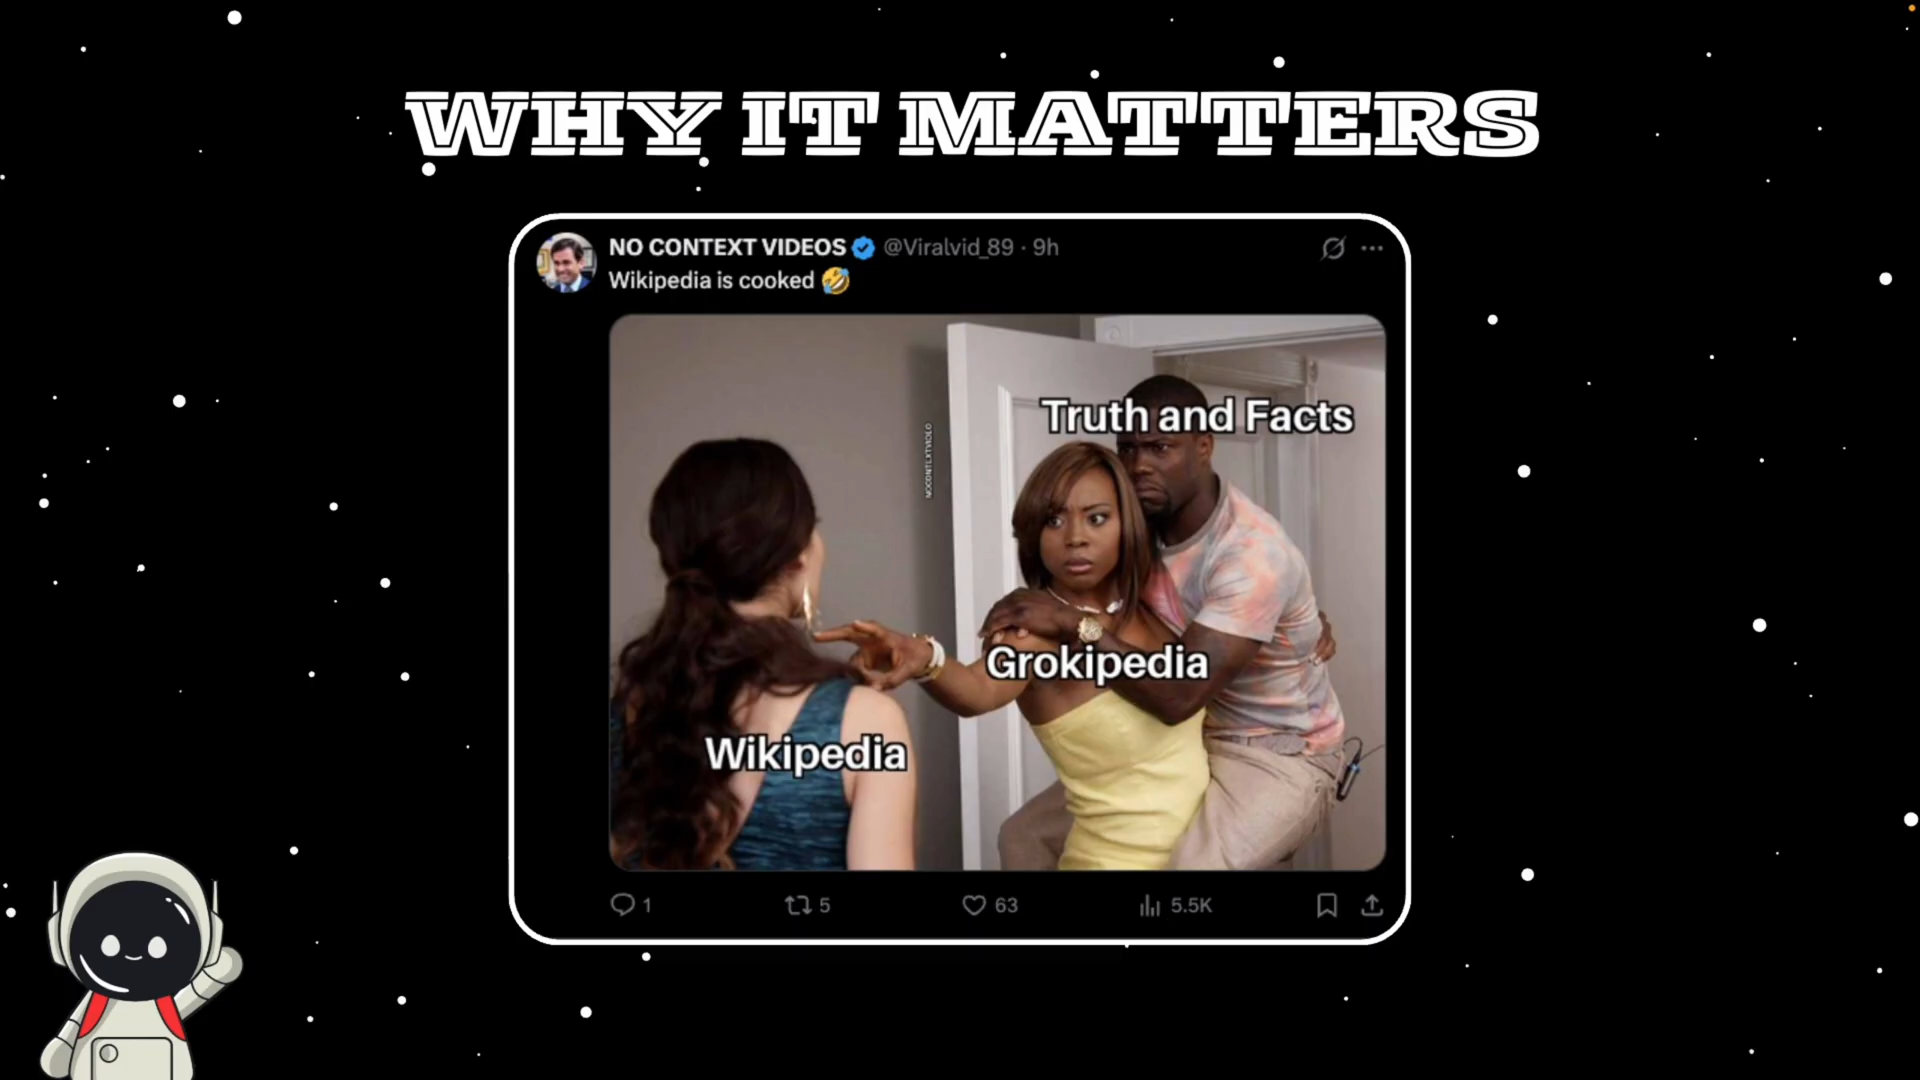 WHY IT MATTERS
NO CONTEXT VIDEOS @Viralvid_89 · 9h
Wikipedia is cooked 🤣
Truth and Facts
NOCONTEXTVIDEO
Grokipedia
Wikipedia
1 5 63 5.5K